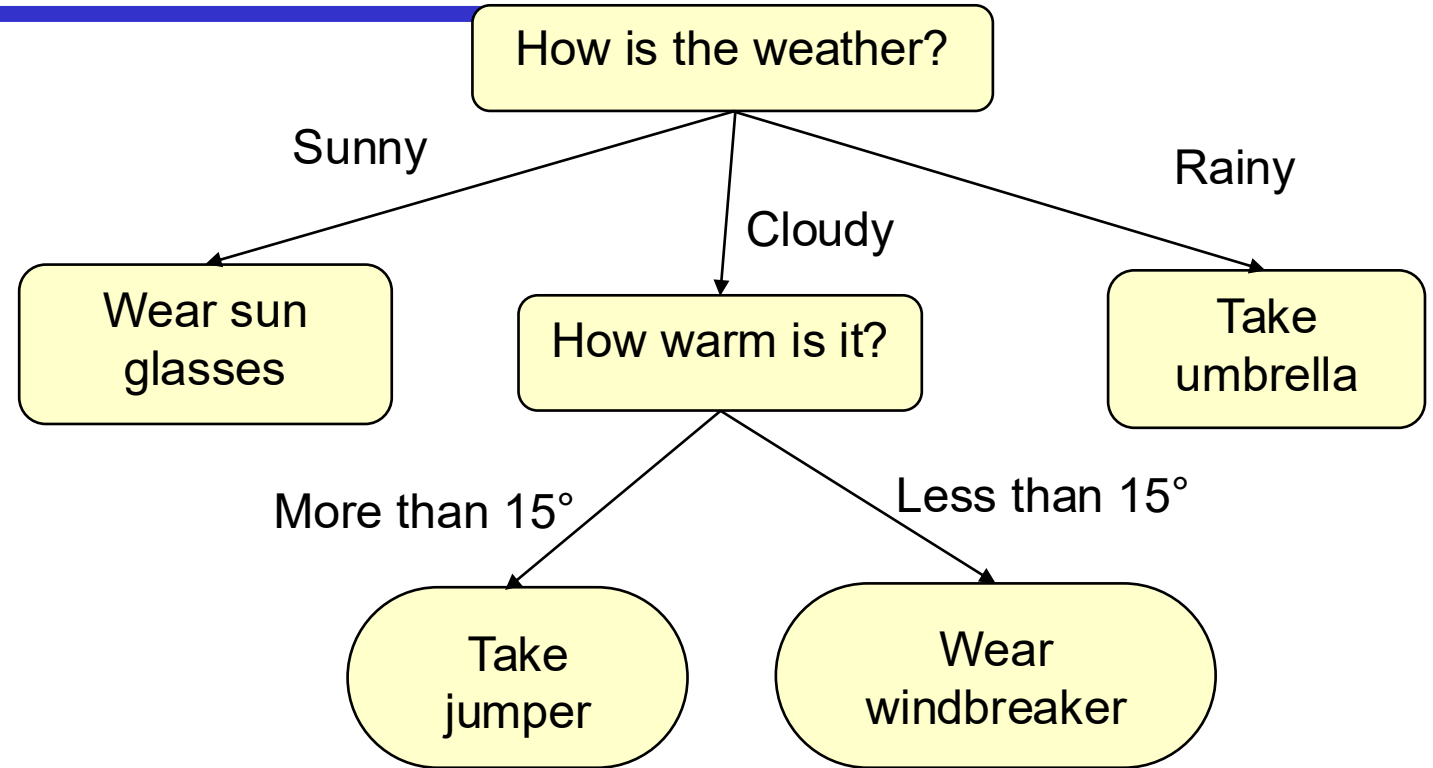 How is the weather?
Sunny
Rainy
Cloudy
Wear sun
glasses
How warm is it?
Take
umbrella
More than 15°
Less than 15°
Take
jumper
Wear
windbreaker